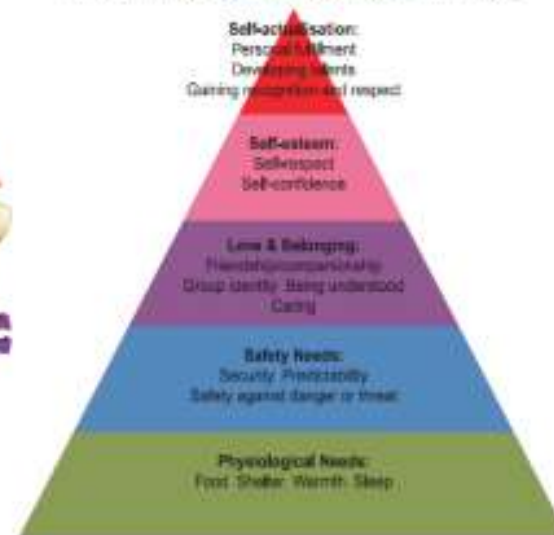 Self-actualisation:
Personal fulfilment
Developing talents
Gaining recognition and respect
Self-esteem:
Self-respect
Self-confidence
Love & Belonging:
Friendship/companionship
Group identity Being understood
Caring
Safety Needs:
Security Predictability
Safety against danger or threat
Physiological Needs:
Food Shelter Warmth Sleep